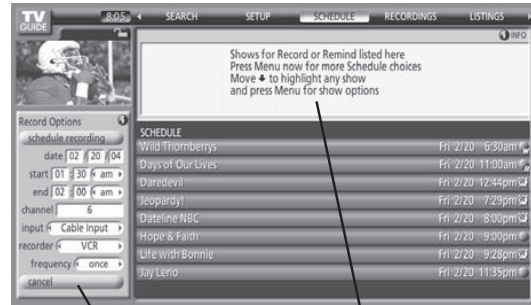 TV
GUIDE
8:05
SEARCH SETUP SCHEDULE RECORDINGS LISTINGS
INFO
Shows for Record or Remind listed here
Press Menu now for more Schedule choices
Move to highlight any show
and press Menu for show options
Record Options
schedule recording
date 02 / 20 / 04
start 01 : 30 am
end 02 : 00 am
channel 6
input Cable Input
recorder VCR
frequency once
cancel
SCHEDULE
Wild Thornberrys Fri 2/20 6:30am
Days of Our Lives Fri 2/20 11:00am
Daredevil Fri 2/20 12:44pm
Jeopardy! Fri 2/20 7:29pm
Dateline NBC Fri 2/20 8:00pm
Hope & Faith Fri 2/20 9:00pm
Life with Bonnie Fri 2/20 9:28pm
Jay Leno Fri 2/20 11:35pm